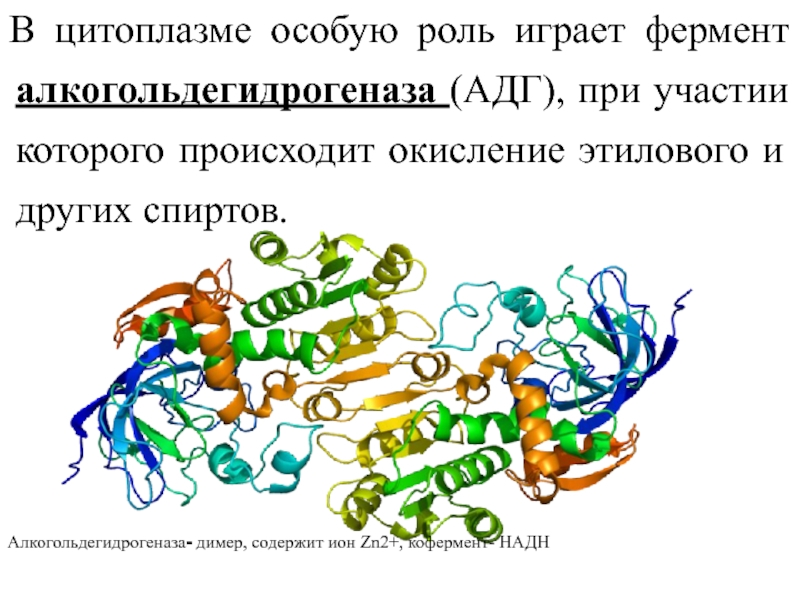 В цитоплазме особую роль играет фермент
алкогольдегидрогеназа (АДГ), при участии
которого происходит окисление этилового и
других спиртов.
Алкогольдегидрогеназа- димер, содержит ион Zn2+, кофермент- НАДН